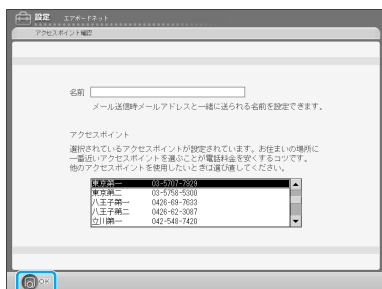 設定 エアボードネット
アクセスポイント確認
名前
メール送信時メールアドレスと一緒に送られる名前を設定できます。
アクセスポイント
選択されているアクセスポイントが設定されています。お住まいの場所に
一番近いアクセスポイントを選ぶことが電話料金を安くするコツです。
他のアクセスポイントを使用したいときは選び直してください。
東京第一 03-5707-7929
東京第二 03-5758-5300
八王子第一 0426-69-7633
八王子第二 0426-62-3087
立川第一 042-548-7420
OK